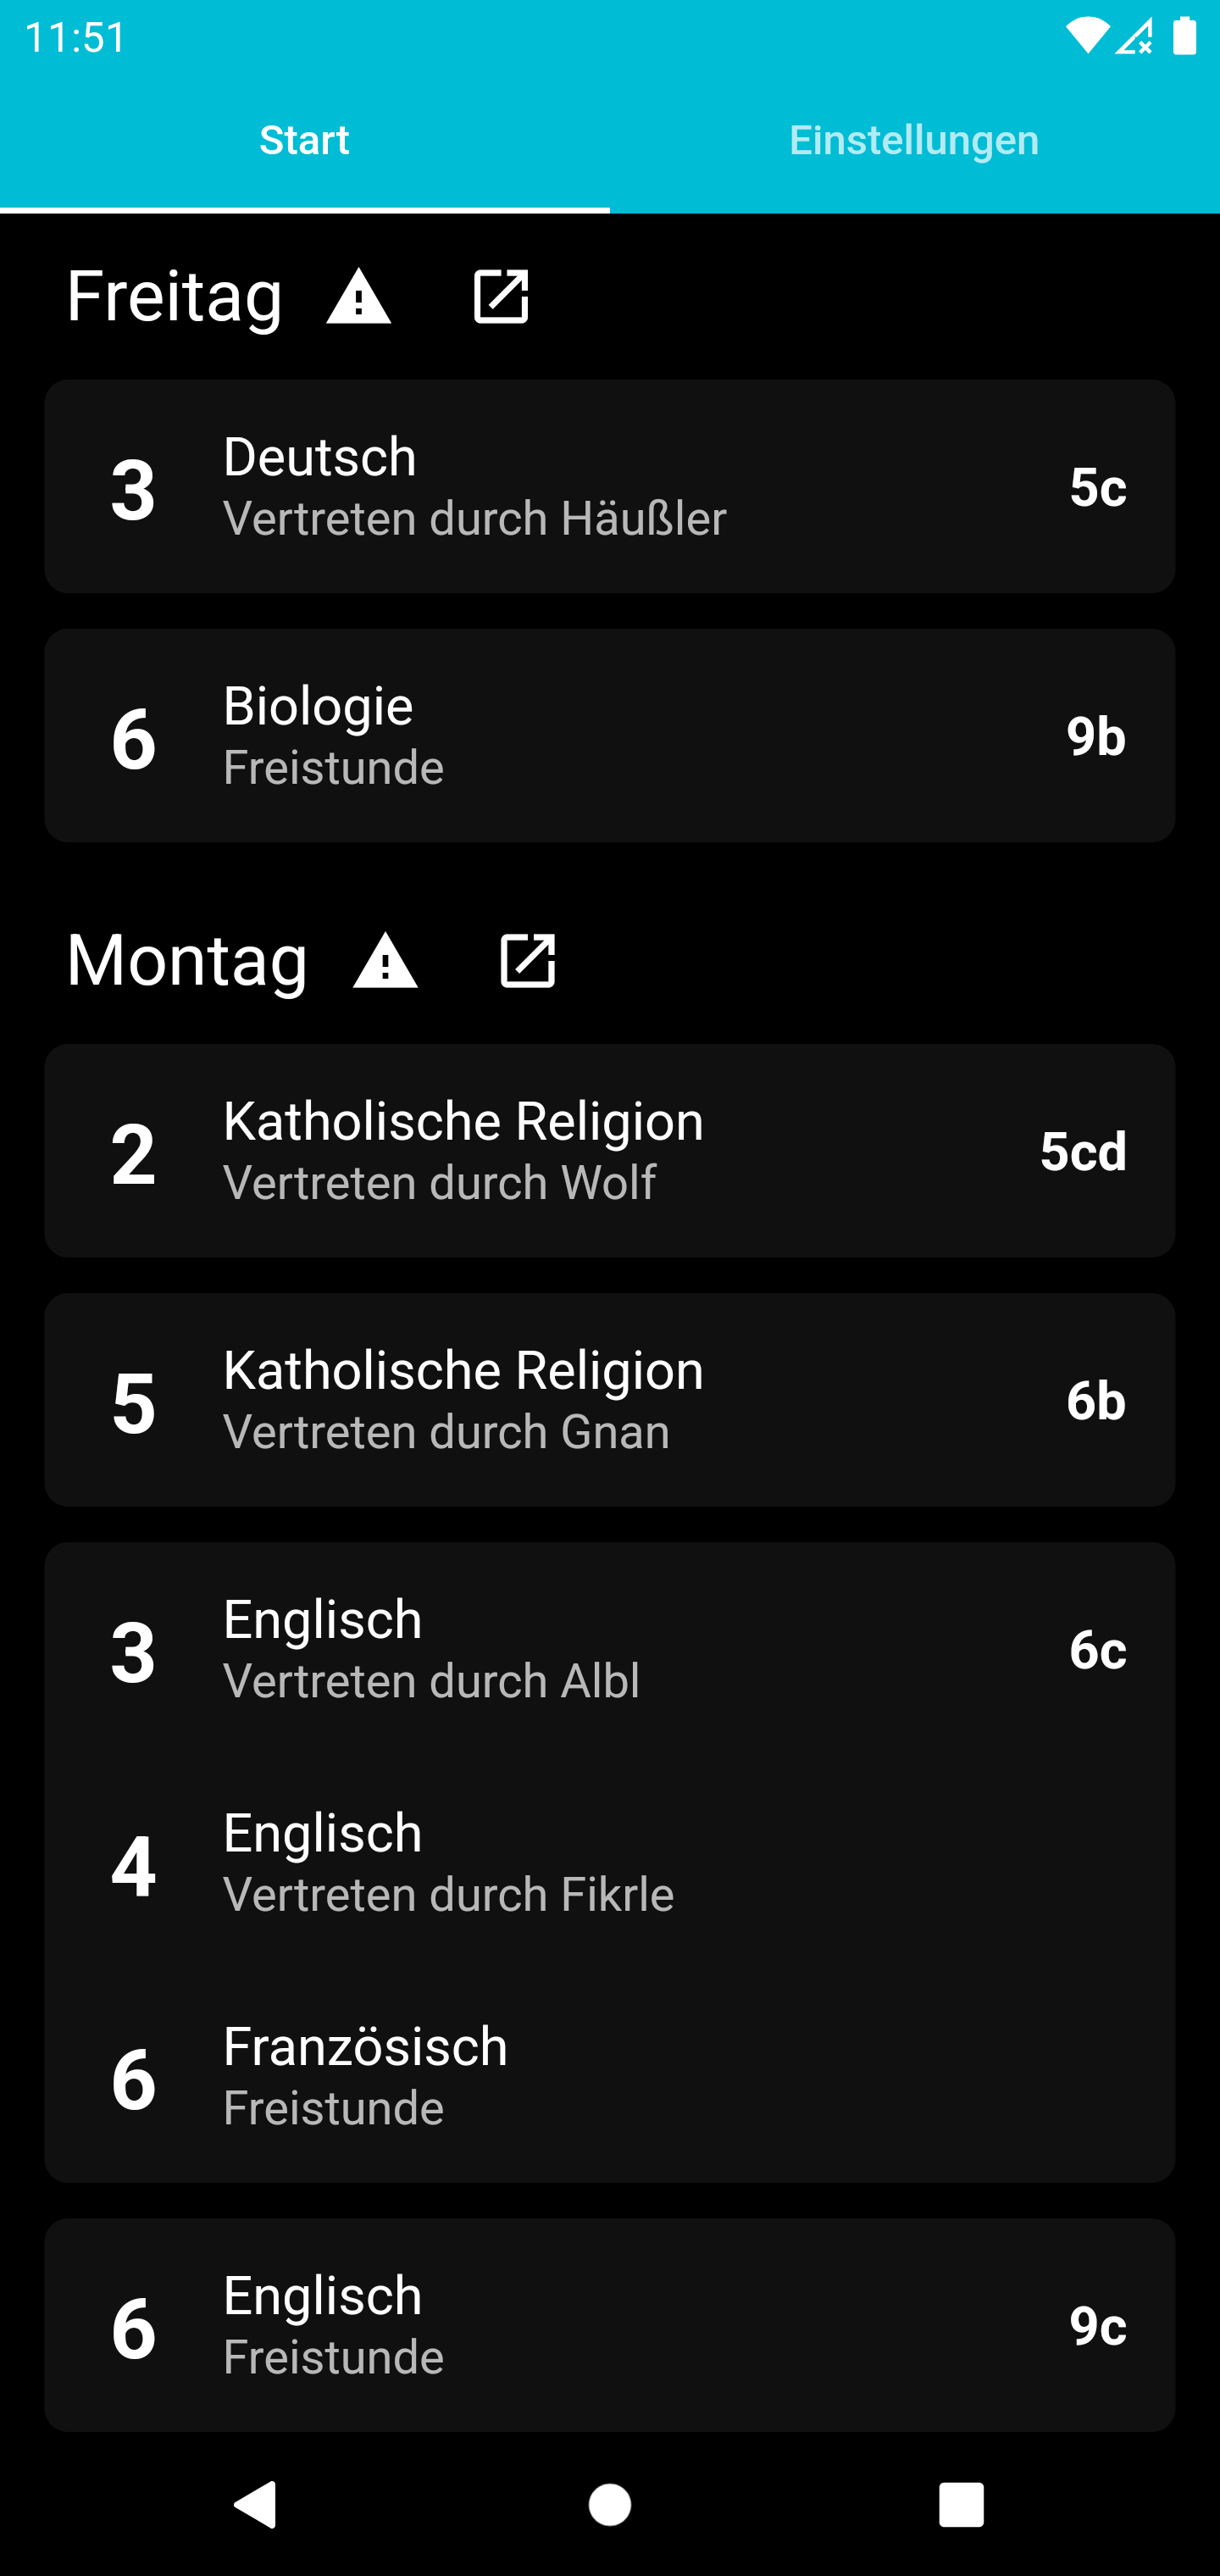 11:51
Start
Einstellungen
Freitag
3
Deutsch
Vertreten durch Häußler
5c
6
Biologie
Freistunde
9b
Montag
2
Katholische Religion
Vertreten durch Wolf
5cd
5
Katholische Religion
Vertreten durch Gnan
6b
3
Englisch
Vertreten durch Albl
6c
4
Englisch
Vertreten durch Fikrle
6
Französisch
Freistunde
6
Englisch
Freistunde
9c